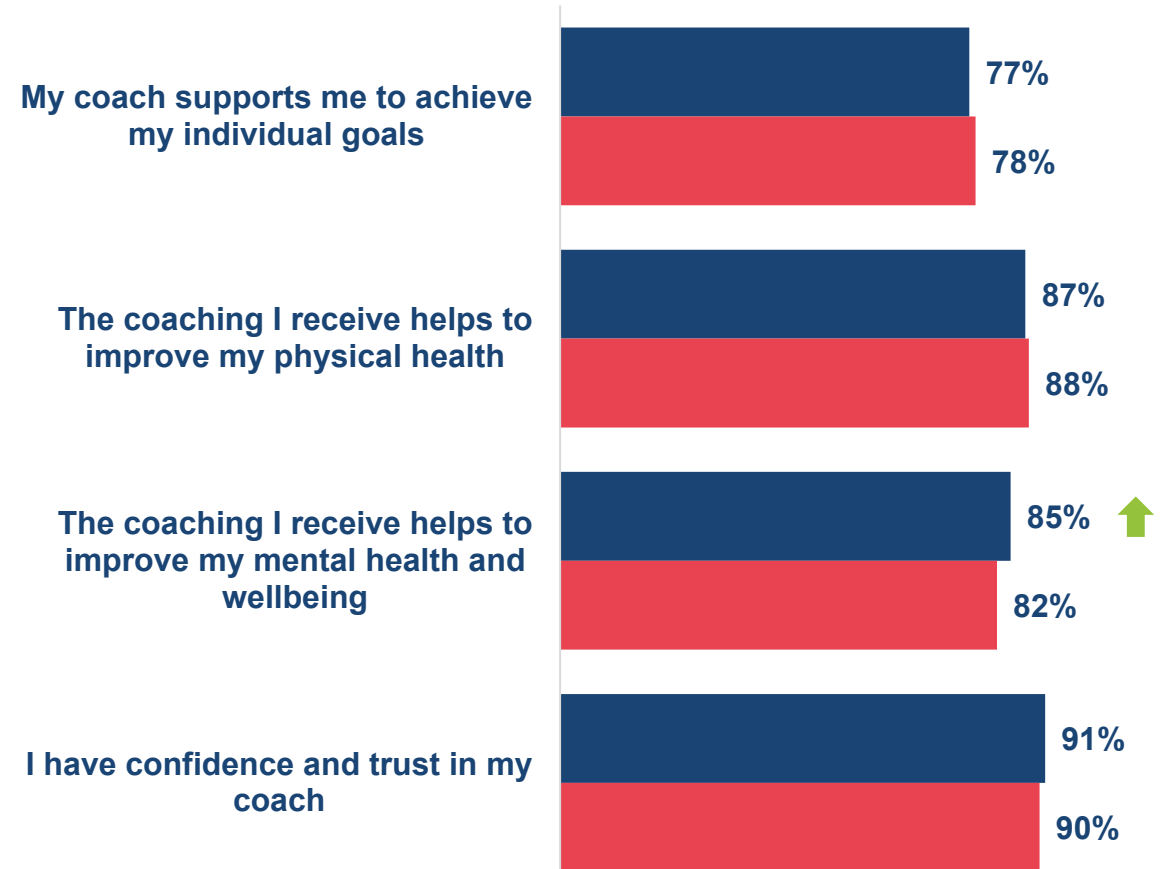 77%
My coach supports me to achieve
my individual goals
78%
87%
The coaching I receive helps to
improve my physical health
88%
85%
The coaching I receive helps to
improve my mental health and
wellbeing
82%
91%
I have confidence and trust in my
coach
90%